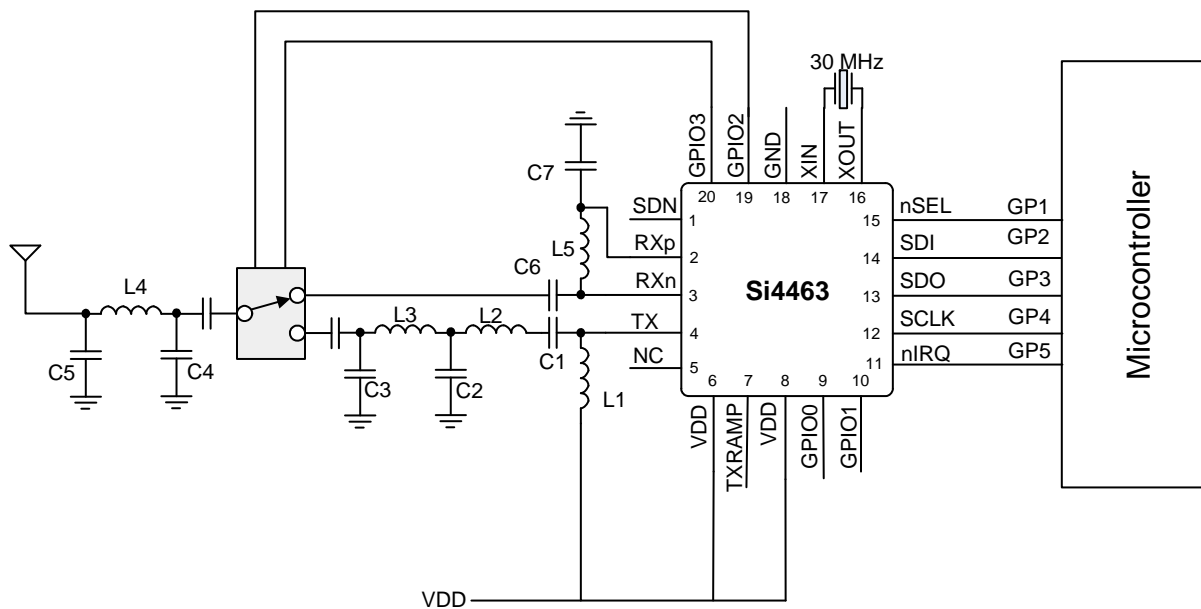 30 MHz
GPIO3
GPIO2
GND
XIN
XOUT
C7
20
19
18
17
16
SDN
1
15
nSEL
GP1
RXp
2
14
SDI
GP2
L5
C6
RXn
3
Si4463
13
SDO
GP3
L4
L3
L2
TX
4
12
SCLK
GP4
C1
NC
5
11
nIRQ
GP5
C5
C4
C3
C2
L1
6
7
8
9
10
VDD
TXRAMP
VDD
GPIO0
GPIO1
Microcontroller
VDD